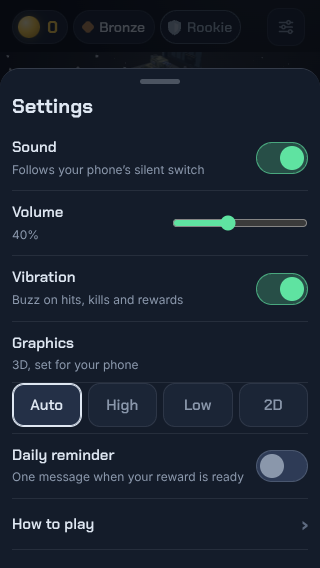 0 Bronze Rookie
Settings
Sound
Follows your phone's silent switch
Volume
40%
Vibration
Buzz on hits, kills and rewards
Graphics
3D, set for your phone
Auto High Low 2D
Daily reminder
One message when your reward is ready
How to play